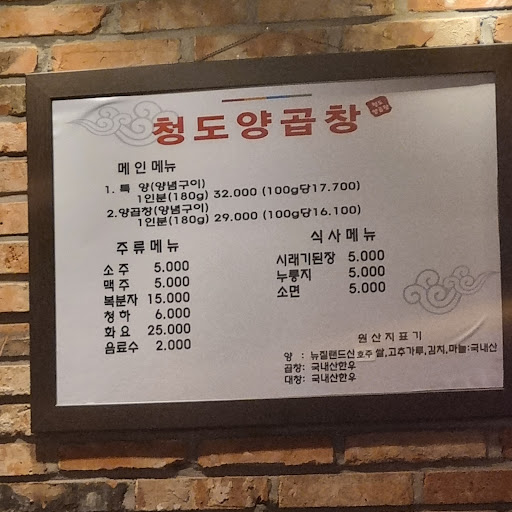 청도양곱창
메인메뉴
1. 특 양(양념구이)
1인분(180g) 32.000 (100g당17.700)
2.양곱창(양념구이)
1인분(180g) 29.000 (100g당16.100)
주류메뉴
소주 5.000
맥주 5.000
복분자 15.000
청하 6.000
화요 25.000
음료수 2.000
식사메뉴
시래기된장 5.000
누룽지 5.000
소면 5.000
원산지표기
양 : 뉴질랜드산 호주 쌀,고추가루,김치,마늘:국내산
곱창: 국내산한우
대창: 국내산한우